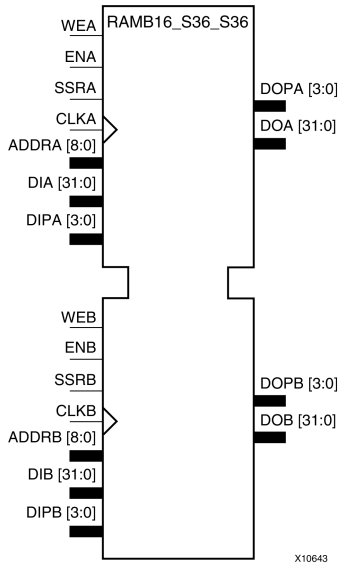 RAMB16_S36_S36
WEA
ENA
SSRA
CLKA
ADDRA [8:0]
DIA [31:0]
DIPA [3:0]
DOPA [3:0]
DOA [31:0]
WEB
ENB
SSRB
CLKB
ADDRB [8:0]
DIB [31:0]
DIPB [3:0]
DOPB [3:0]
DOB [31:0]
X10643